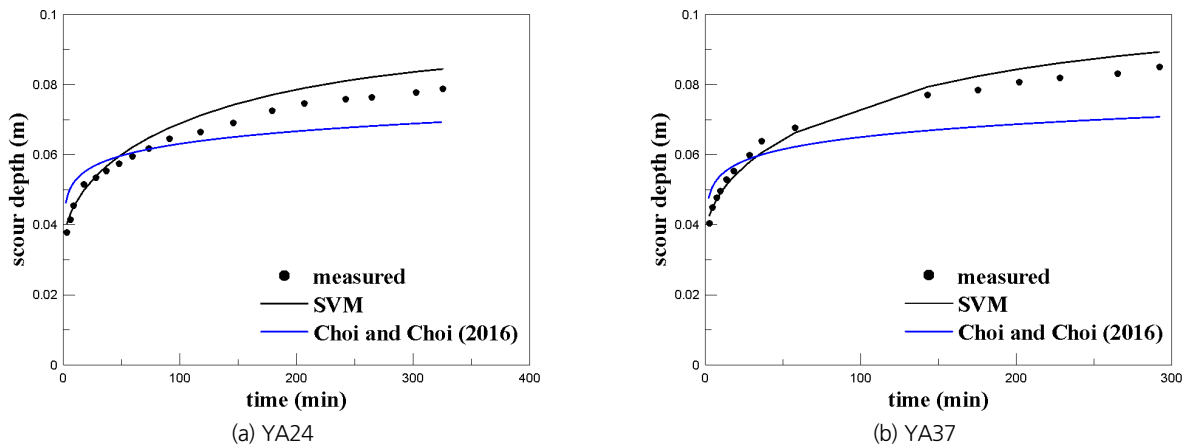 0.1
0.08
0.06
0.04
0.02
0
scour depth (m)
measured
SVM
Choi and Choi (2016)
0 100 200 300 400
time (min)
(a) YA24
0.1
0.08
0.06
0.04
0.02
0
scour depth (m)
measured
SVM
Choi and Choi (2016)
0 100 200 300
time (min)
(b) YA37